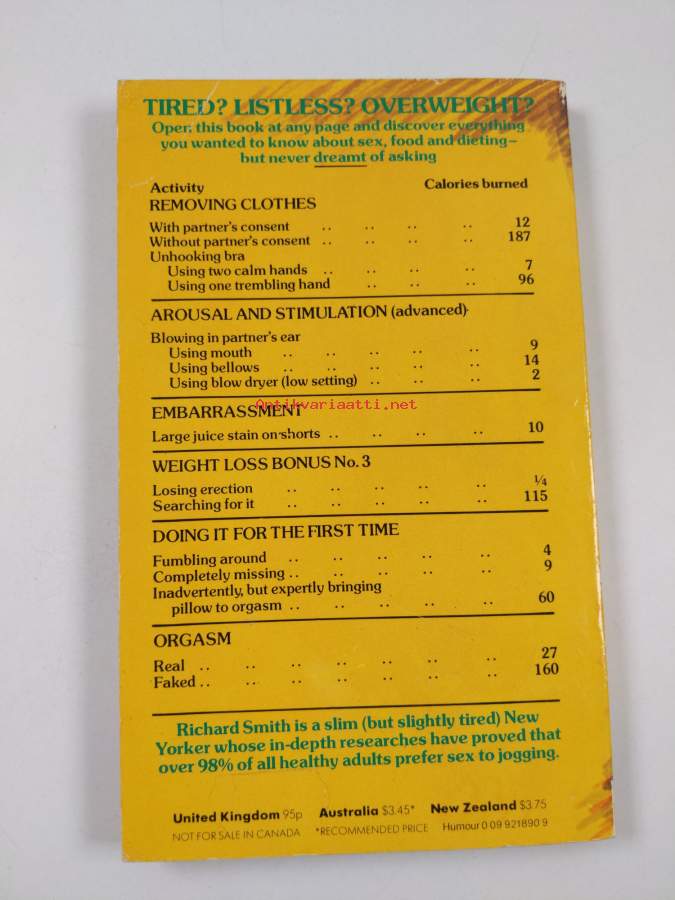 TIRED? LISTLESS? OVERWEIGHT?
Open this book at any page and discover everything
you wanted to know about sex, food and dieting–
but never dreamt of asking
Activity Calories burned
REMOVING CLOTHES
With partner's consent .. .. .. .. 12
Without partner's consent .. .. .. .. 187
Unhooking bra
Using two calm hands .. .. .. .. 7
Using one trembling hand .. .. .. 96
AROUSAL AND STIMULATION (advanced)
Blowing in partner's ear
Using mouth .. .. .. .. .. 9
Using bellows .. .. .. .. .. 14
Using blow dryer (low setting) .. .. .. 2
Antikvariaatti.net
EMBARRASSMENT
Large juice stain on shorts .. .. .. .. 10
WEIGHT LOSS BONUS No. 3
Losing erection .. .. .. .. .. ¼
Searching for it .. .. .. .. .. 115
DOING IT FOR THE FIRST TIME
Fumbling around .. .. .. .. .. 4
Completely missing .. .. .. .. .. 9
Inadvertently, but expertly bringing
pillow to orgasm .. .. .. .. .. 60
ORGASM
Real .. .. .. .. .. .. .. 27
Faked .. .. .. .. .. .. .. 160
Richard Smith is a slim (but slightly tired) New
Yorker whose in-depth researches have proved that
over 98% of all healthy adults prefer sex to jogging.
United Kingdom 95p Australia $3.45* New Zealand $3.75
NOT FOR SALE IN CANADA *RECOMMENDED PRICE Humour 0 09 921890 9